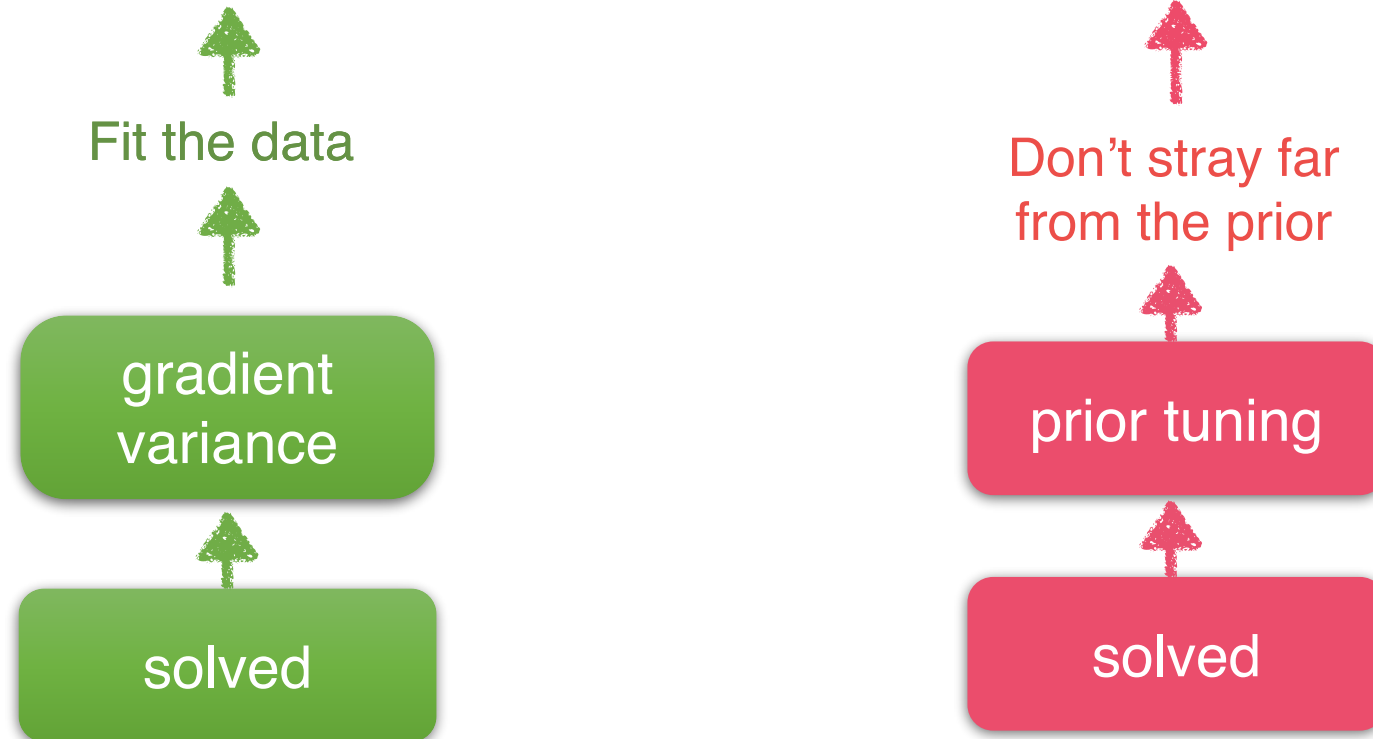 Fit the data
gradient
variance
solved
Don't stray far
from the prior
prior tuning
solved